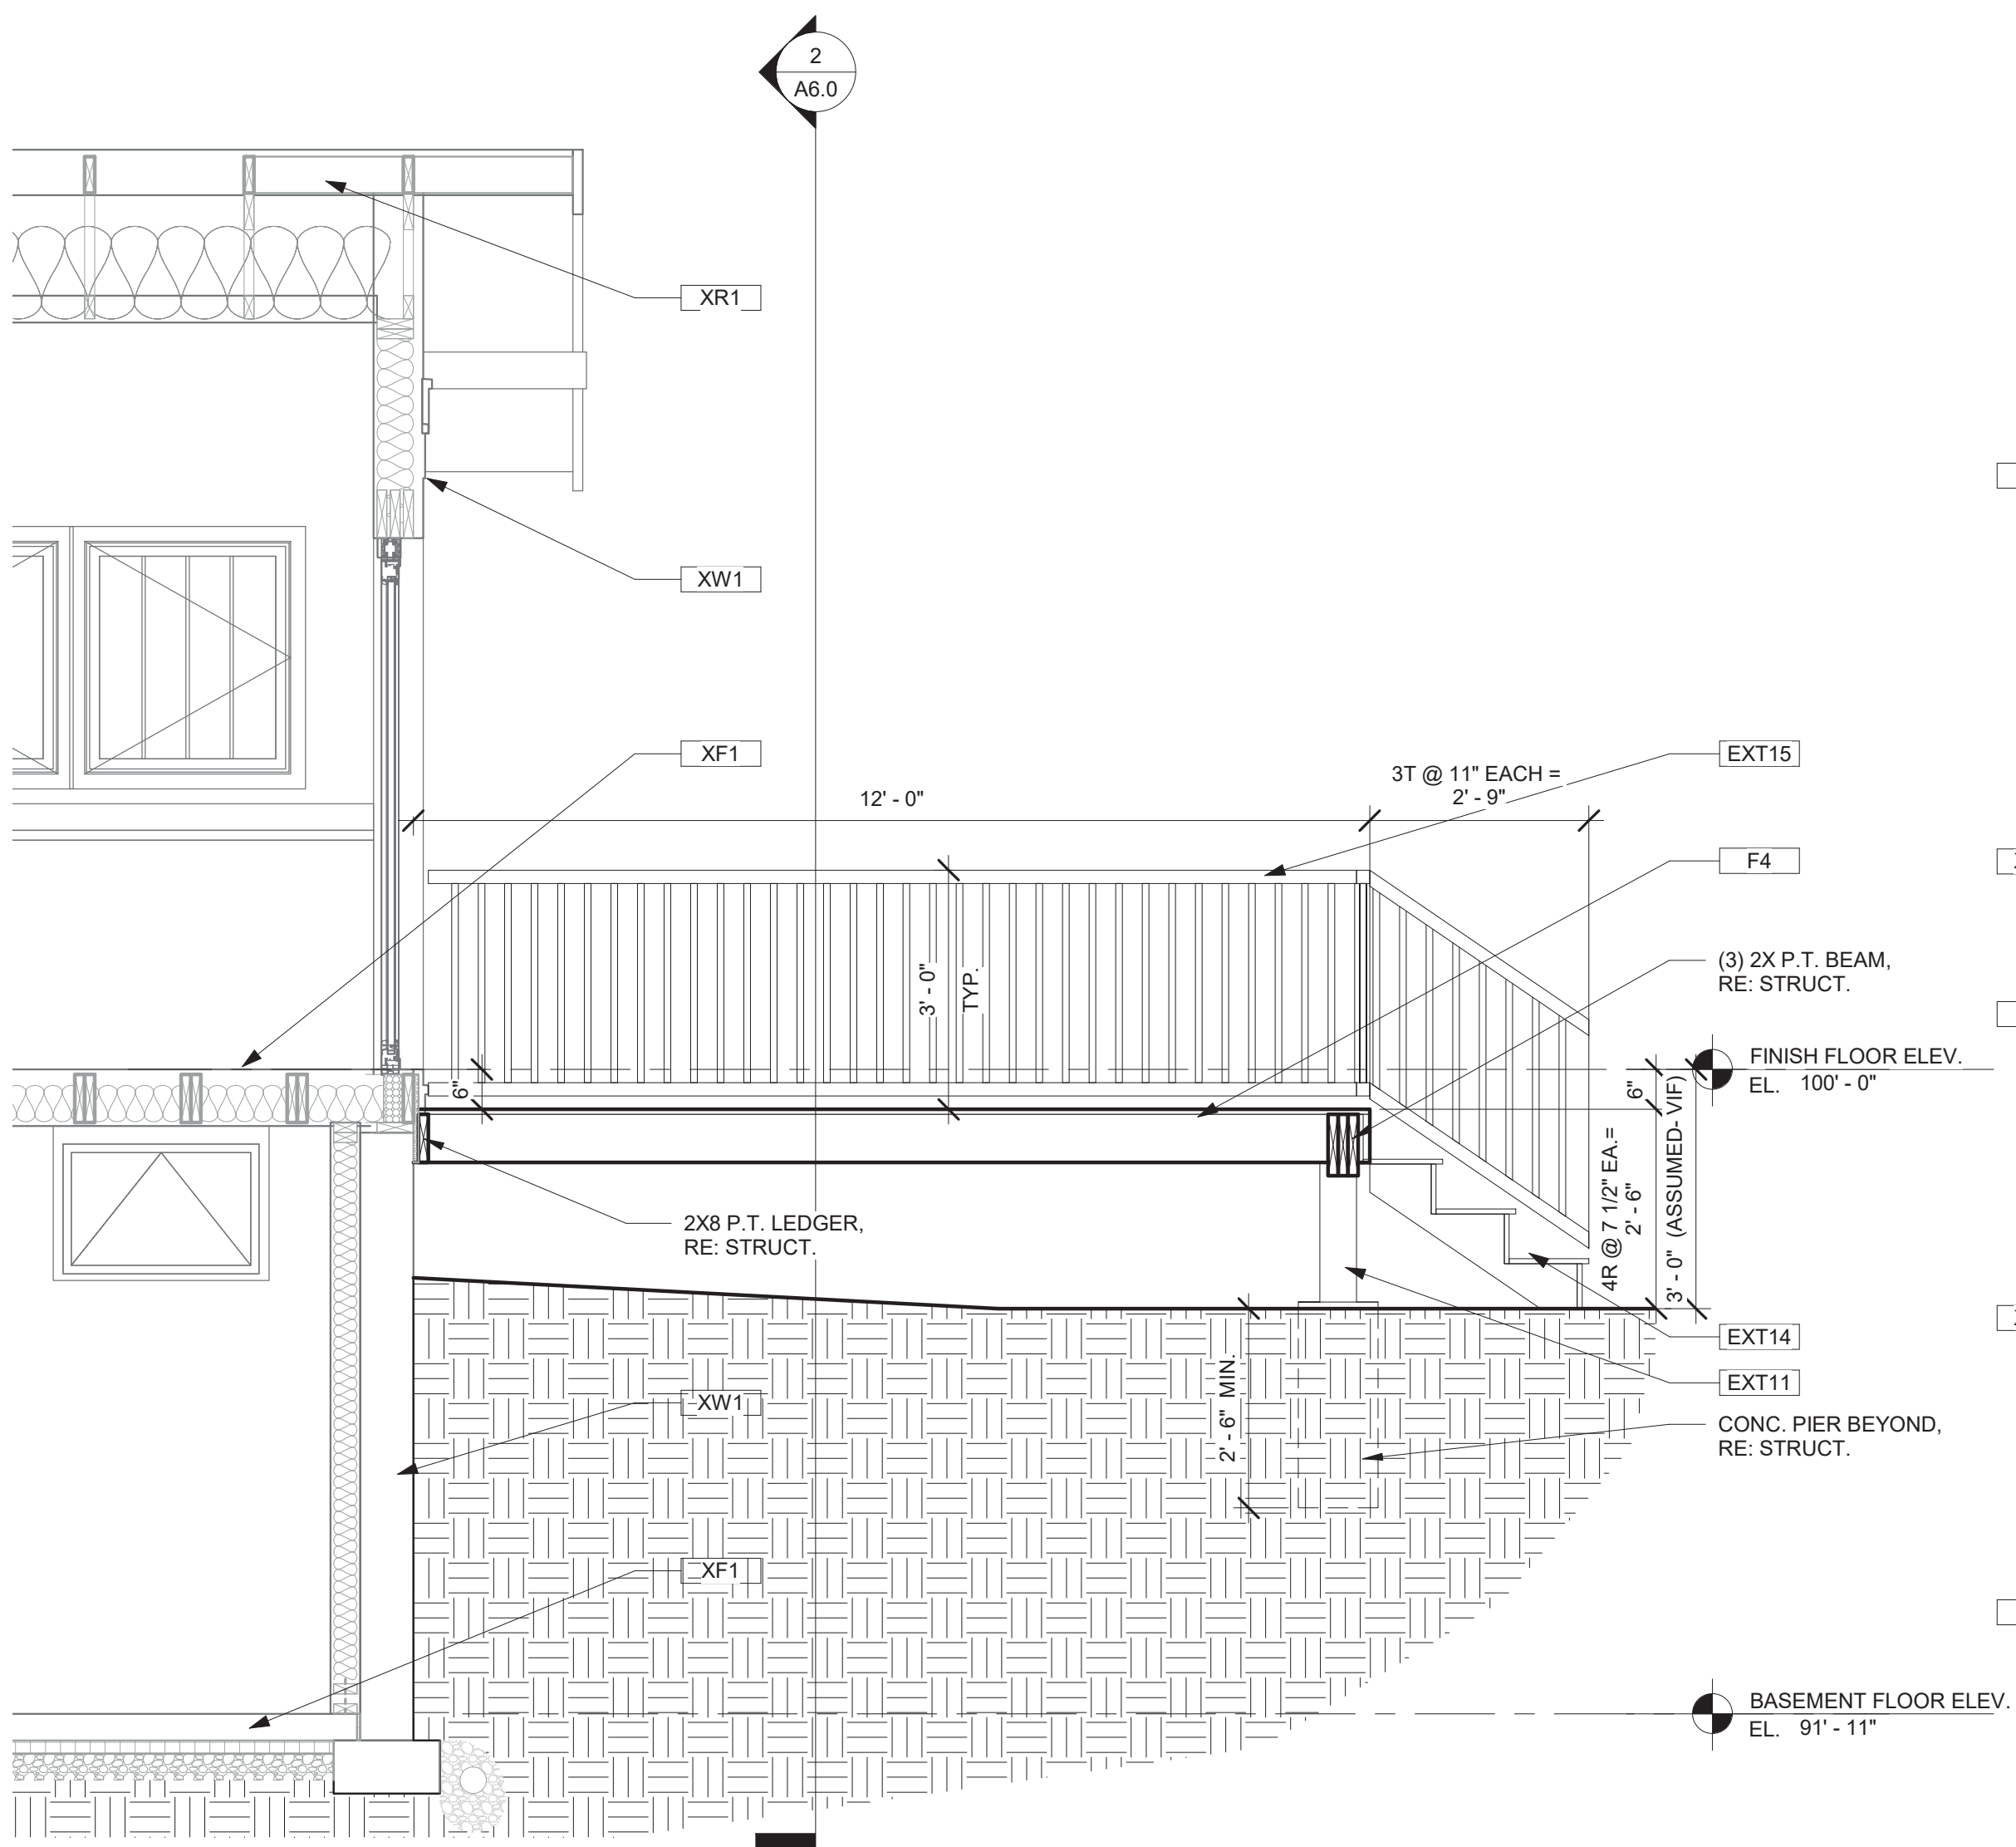 2
A6.0
XR1
XW1
XF1
EXT15
3T @ 11" EACH =
2' - 9"
12' - 0"
F4
3' - 0"
TYP.
(3) 2X P.T. BEAM,
RE: STRUCT.
FINISH FLOOR ELEV.
EL. 100' - 0"
6"
6"
4R @ 7 1/2" EA.=
2' - 6"
3' - 0" (ASSUMED- VIF)
2X8 P.T. LEDGER,
RE: STRUCT.
EXT14
EXT11
2' - 6" MIN.
XW1
CONC. PIER BEYOND,
RE: STRUCT.
XF1
BASEMENT FLOOR ELEV.
EL. 91' - 11"